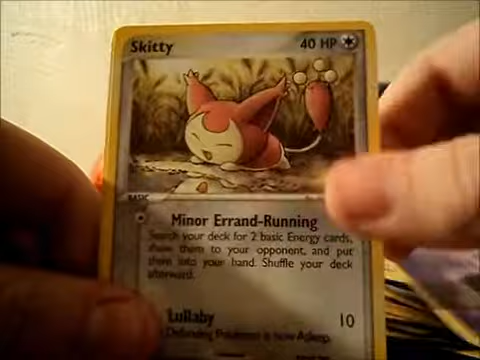 Skitty 40 HP
BASIC
Minor Errand-Running
Search your deck for 2 basic Energy cards,
show them to your opponent, and put
them into your hand. Shuffle your deck
afterward.
Lullaby 10
Defending Pokémon is now Asleep.